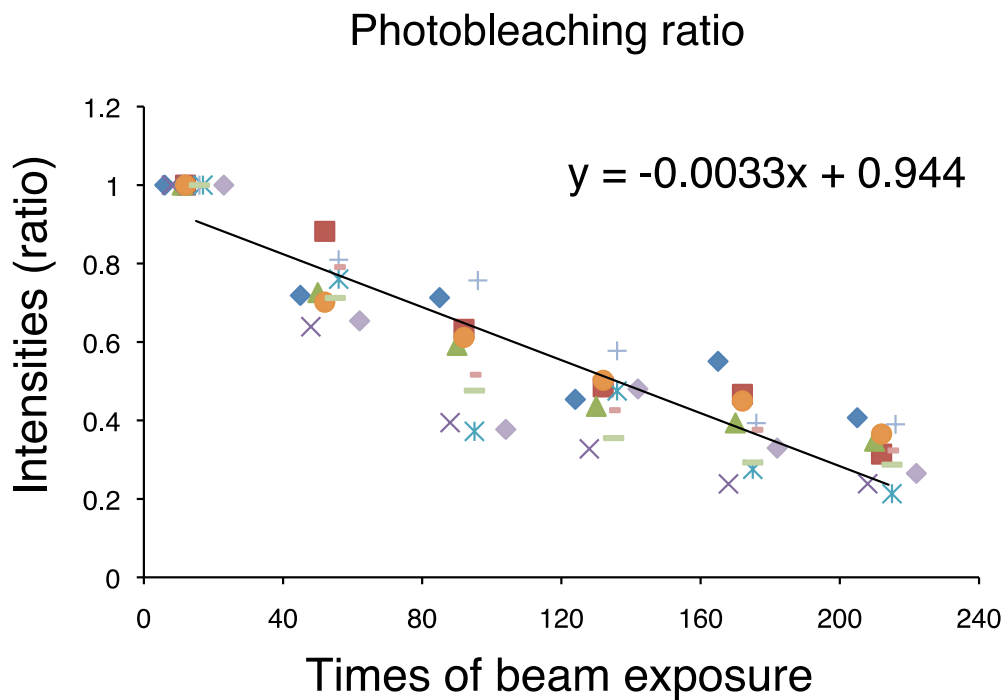 Photobleaching ratio
y = -0.0033x + 0.944
Intensities (ratio)
1.2
1
0.8
0.6
0.4
0.2
0
0 40 80 120 160 200 240
Times of beam exposure